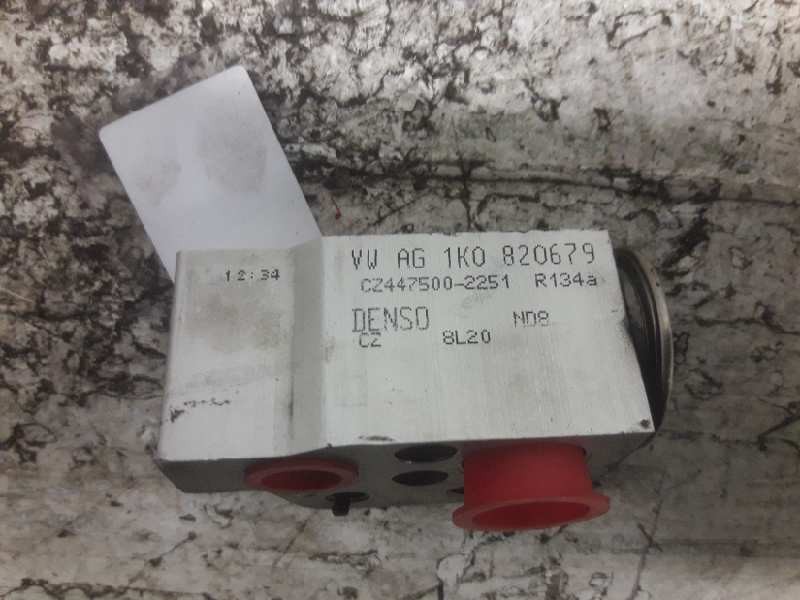 12:34
VW AG 1K0 820679
CZ447500-2251 R134a
DENSO ND8
CZ 8L20